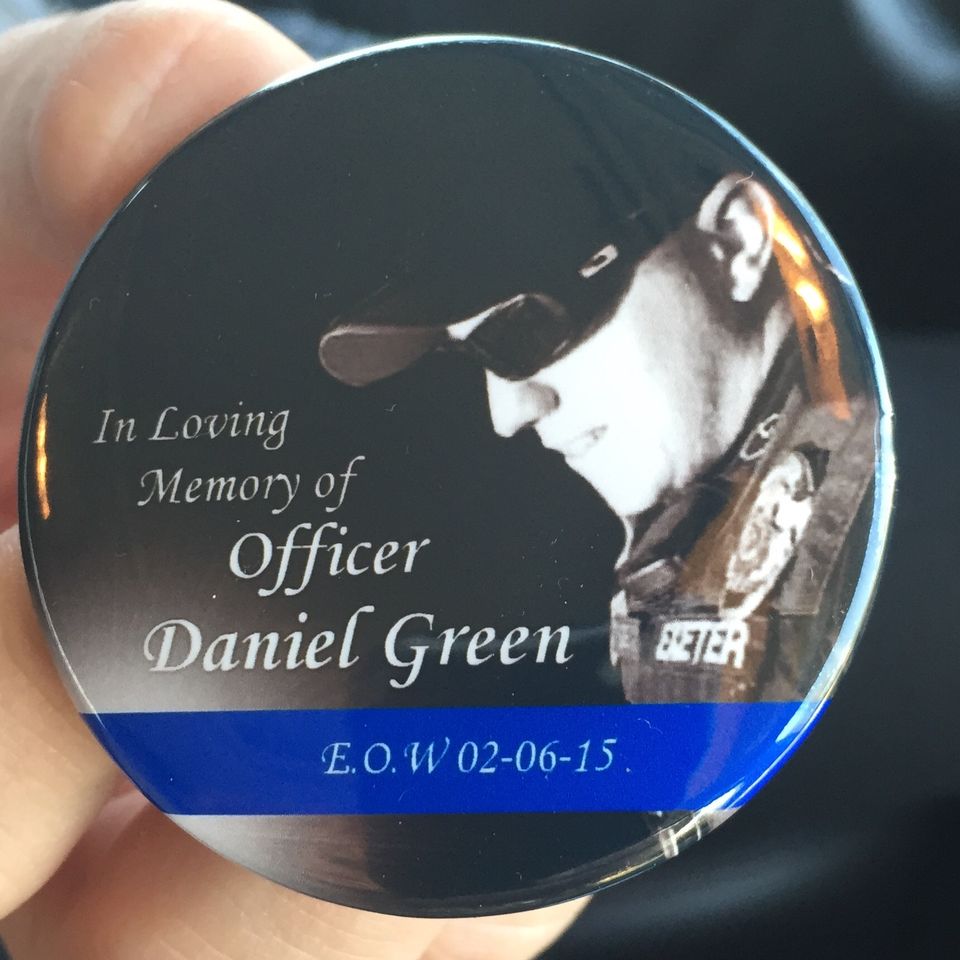 In Loving
Memory of
Officer
Daniel Green
EXETER
E.O.W 02-06-15